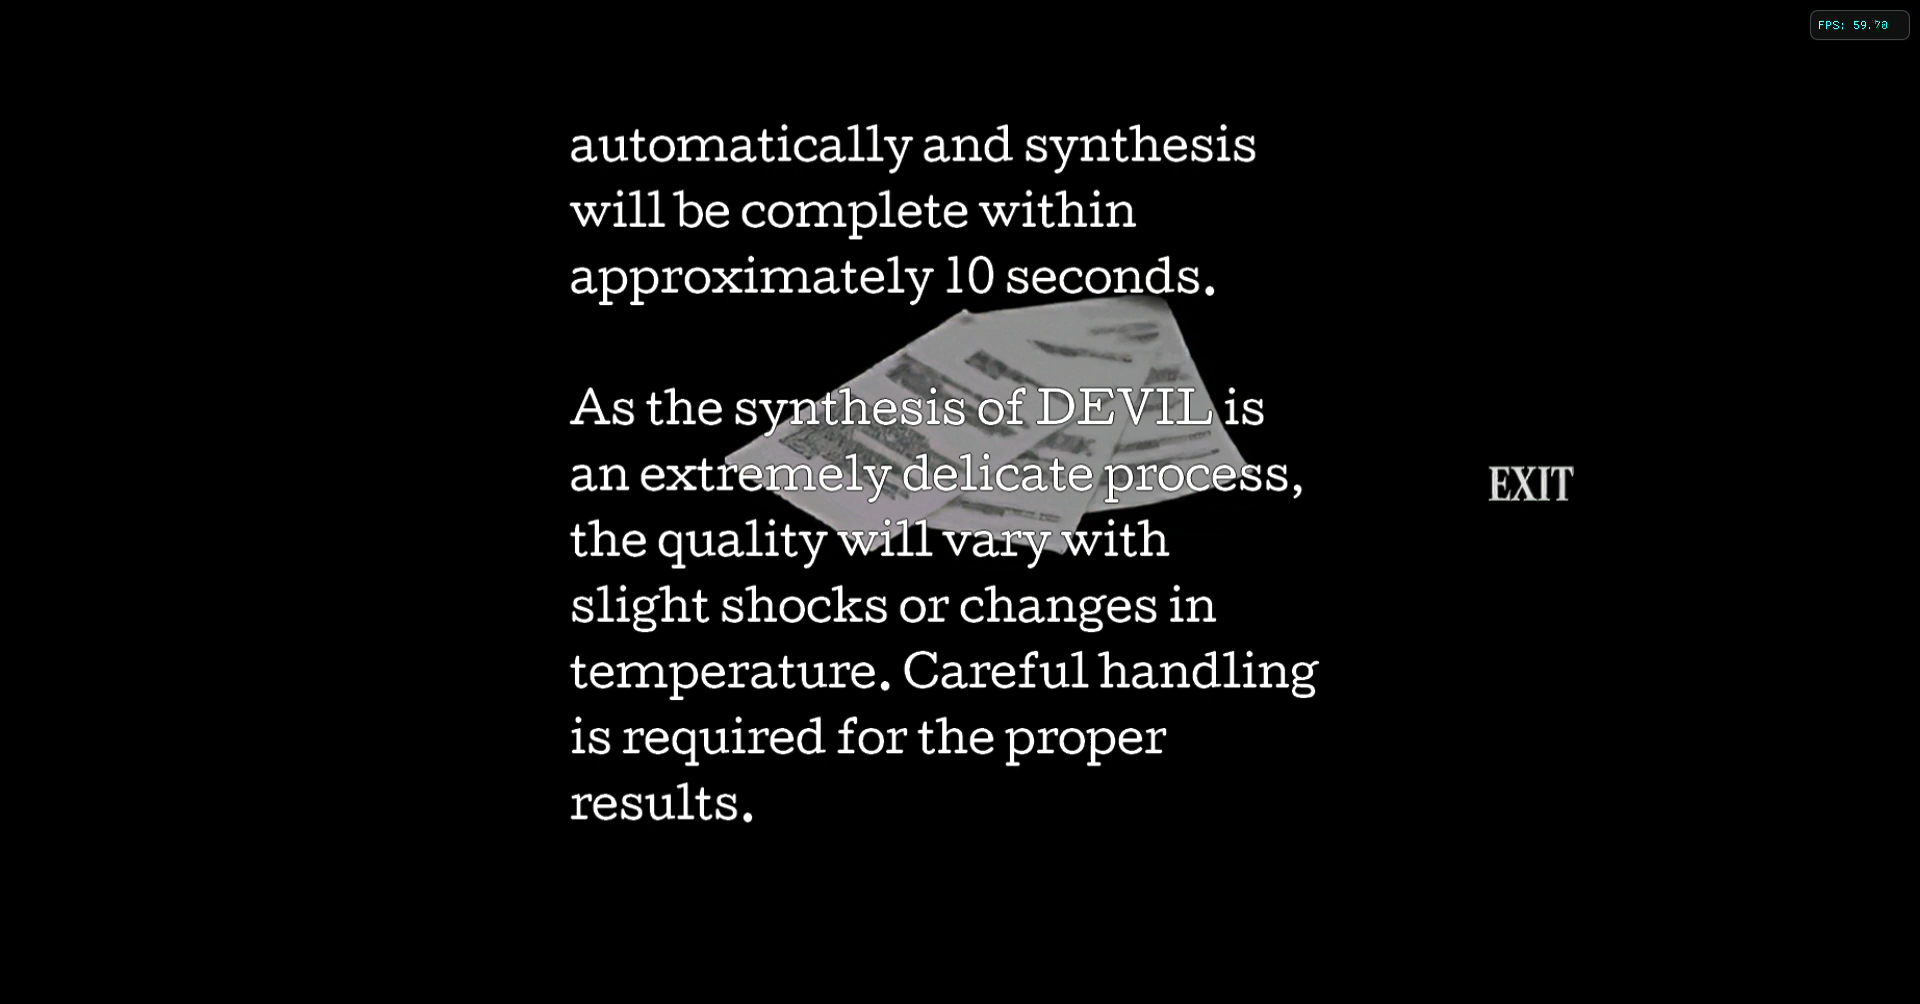 FPS: 59.70
automatically and synthesis
will be complete within
approximately 10 seconds.
As the synthesis of DEVIL is
an extremely delicate process,
the quality will vary with
slight shocks or changes in
temperature. Careful handling
is required for the proper
results.
EXIT